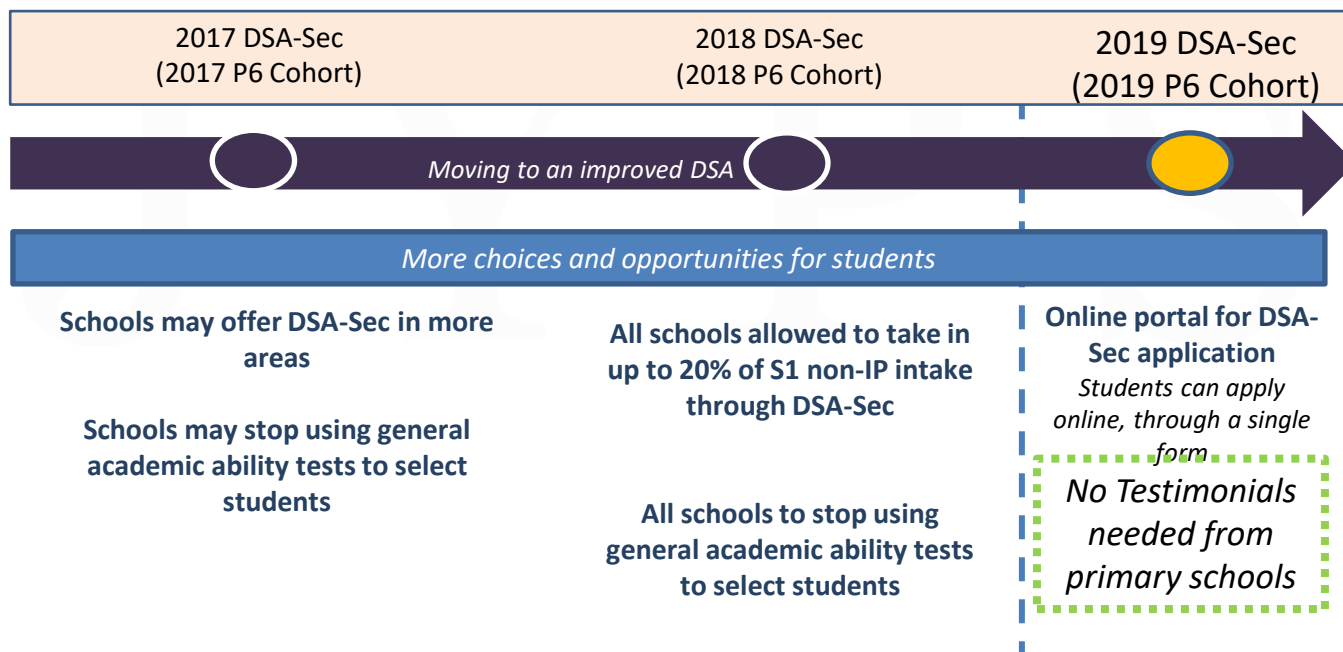 2017 DSA-Sec
(2017 P6 Cohort)
2018 DSA-Sec
(2018 P6 Cohort)
2019 DSA-Sec
(2019 P6 Cohort)
Moving to an improved DSA
More choices and opportunities for students
Schools may offer DSA-Sec in more
areas
Schools may stop using general
academic ability tests to select
students
All schools allowed to take in
up to 20% of S1 non-IP intake
through DSA-Sec
All schools to stop using
general academic ability tests
to select students
Online portal for DSA-
Sec application
Students can apply
online, through a single
form
No Testimonials
needed from
primary schools
J Y P S